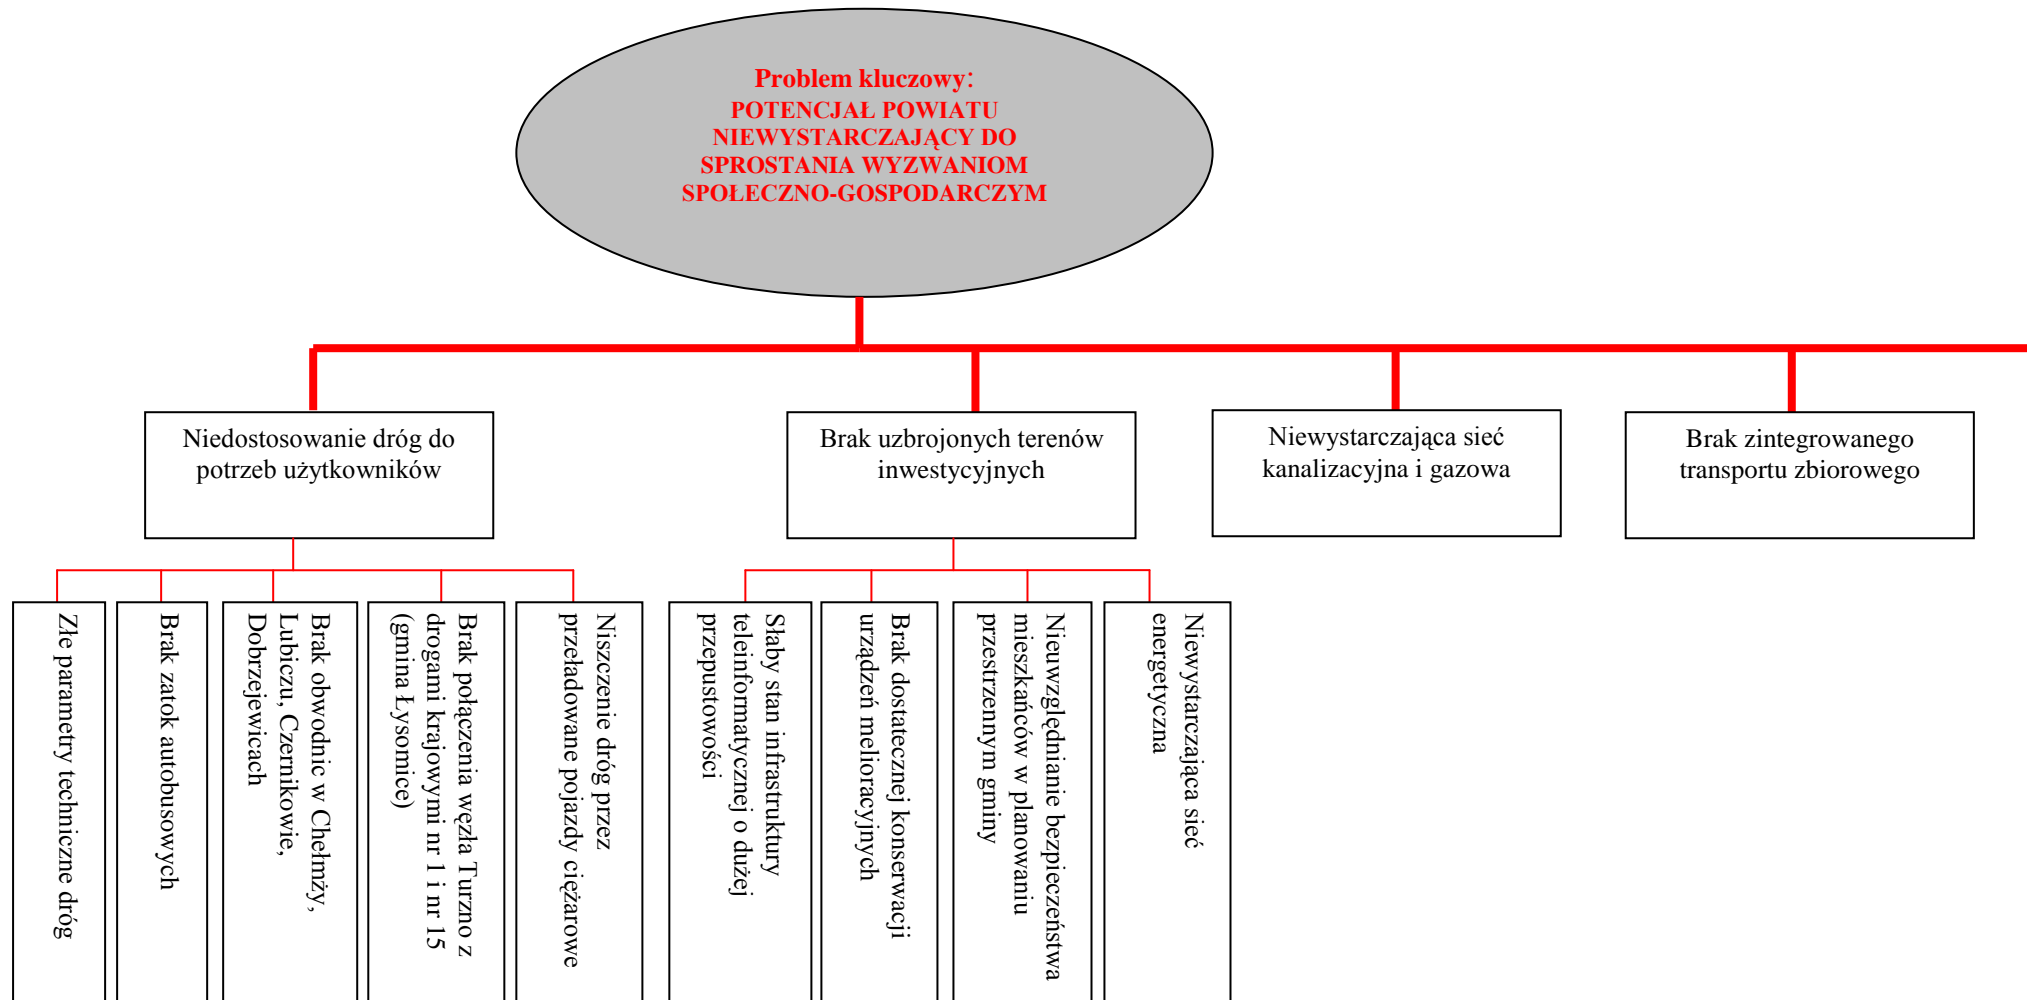 Problem kluczowy:
POTENCJAŁ POWIATU
NIEWYSTARCZAJĄCY DO
SPROSTANIA WYZWANIOM
SPOŁECZNO-GOSPODARCZYM
Niedostosowanie dróg do
potrzeb użytkowników
Brak uzbrojonych terenów
inwestycyjnych
Niewystarczająca sieć
kanalizacyjna i gazowa
Brak zintegrowanego
transportu zbiorowego
Złe parametry techniczne dróg
Brak zatok autobusowych
Brak obwodnic w Chełmży,
Lubiczu, Czernikowie,
Dobrzejewicach
Brak połączenia węzła Turzno z
drogami krajowymi nr 1 i nr 15
(gmina Łysomice)
Niszczenie dróg przez
przeładowane pojazdy ciężarowe
Słaby stan infrastruktury
teleinformatycznej o dużej
przepustowości
Brak dostatecznej konserwacji
urządzeń melioracyjnych
Nieuwzględnianie bezpieczeństwa
mieszkańców w planowaniu
przestrzennym gminy
Niewystarczająca sieć
energetyczna